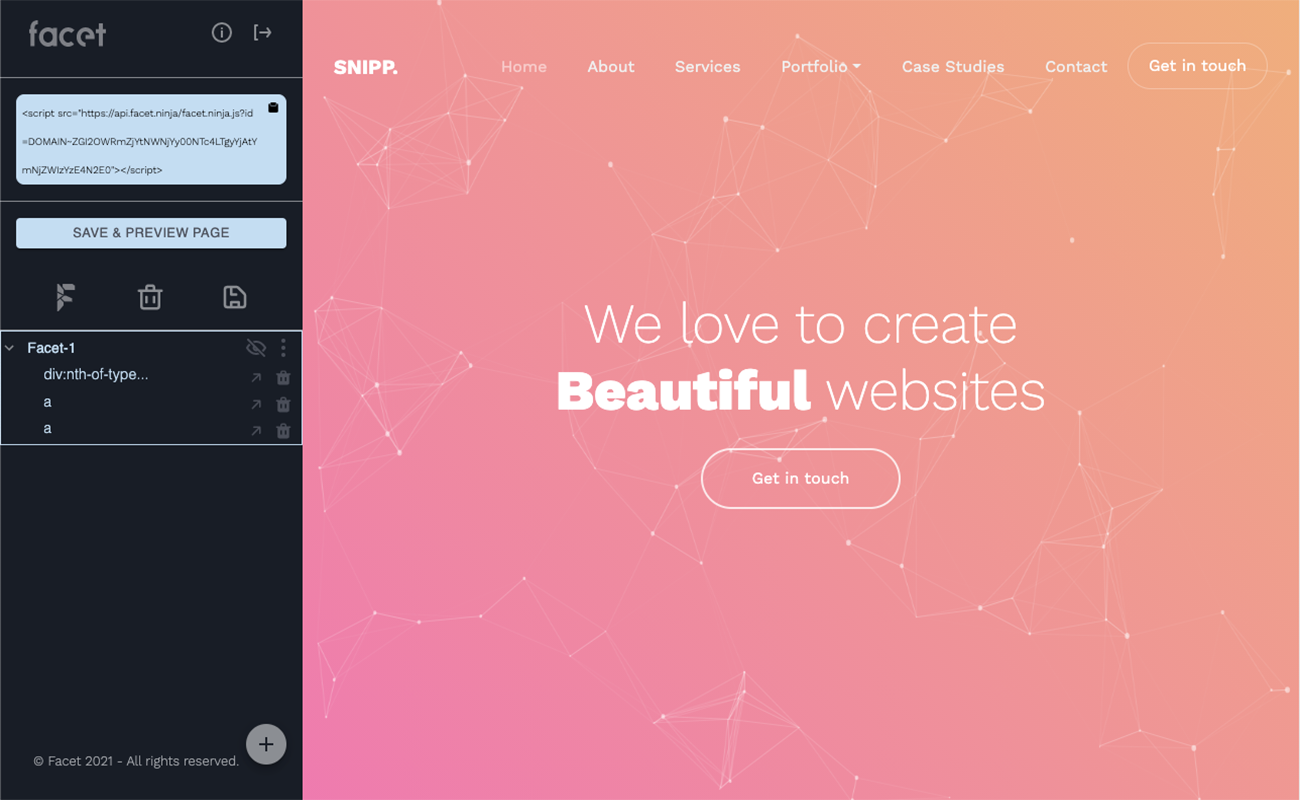 facet
<script src="https://api.facet.ninja/facet.ninja.js?id
=DOMAIN~ZGI2OWRmZjYtNWNjYy00NTc4LTgyYjAtY
mNjZWIzYzE4N2E0"></script>
SAVE & PREVIEW PAGE
Facet-1
div:nth-of-type...
a
a
© Facet 2021 - All rights reserved.
SNIPP.
Home About Services Portfolio Case Studies Contact Get in touch
We love to create
Beautiful websites
Get in touch